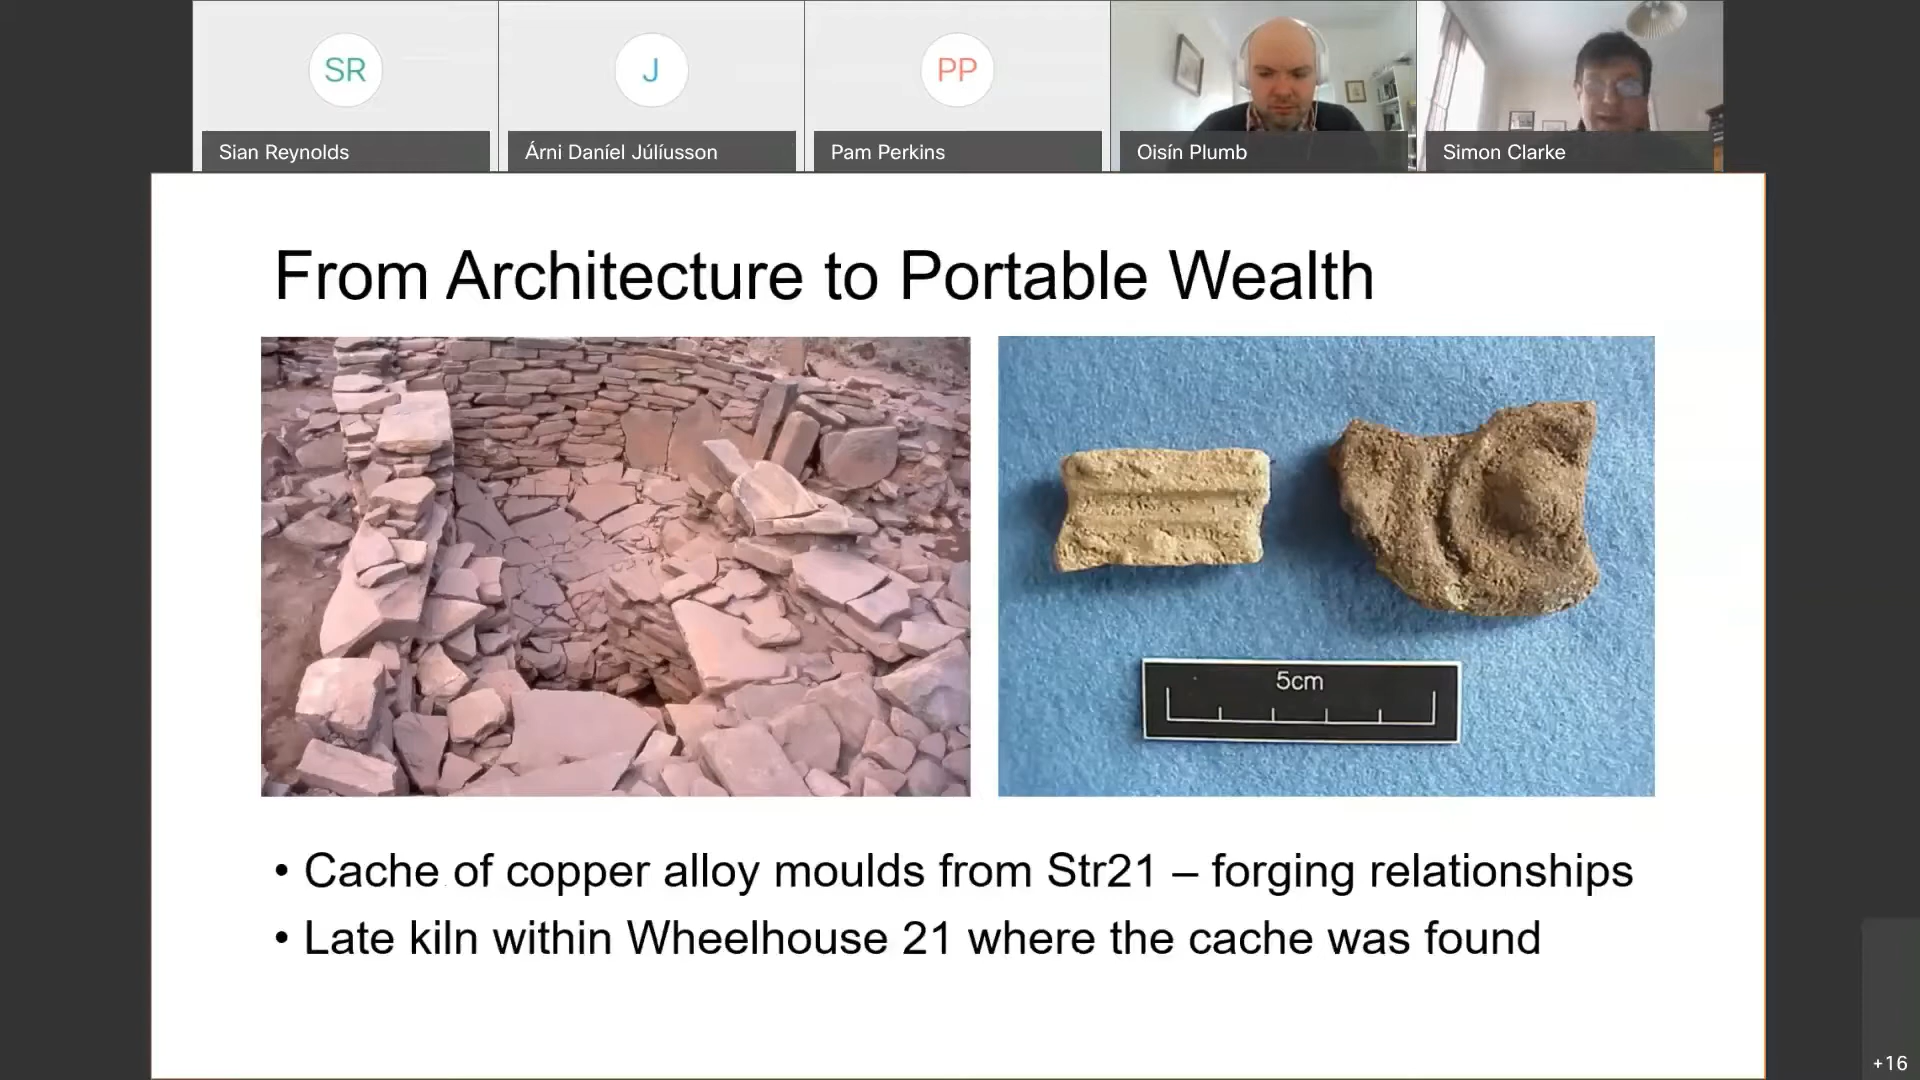 SR
J
PP
Sian Reynolds
Árni Daníel Júlíusson
Pam Perkins
Oisín Plumb
Simon Clarke
From Architecture to Portable Wealth
5cm
• Cache of copper alloy moulds from Str21 – forging relationships
• Late kiln within Wheelhouse 21 where the cache was found
+16